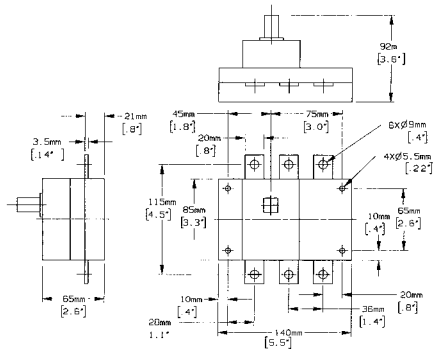 92m
[3.6"]
21mm
[.8"]
45mm
[1.8"]
75mm
[3.0"]
3.5mm
[.14"]
20mm
[.8"]
6XØ9mm
[.4"]
4XØ5.5mm
[.22"]
115mm
[4.5"]
85mm
[3.3"]
65mm
[2.6"]
10mm
[.4"]
65mm
[2.6"]
10mm
[.4"]
20mm
[.8"]
28mm
1.1"
36mm
[1.4"]
140mm
[5.5"]